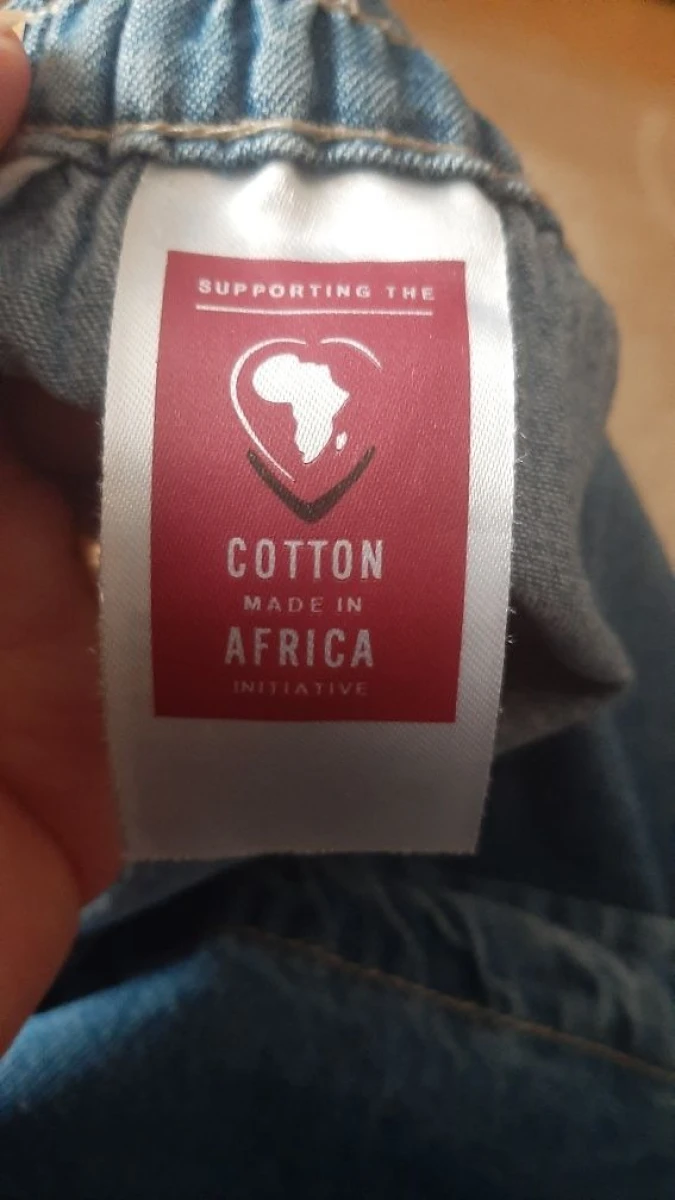 SUPPORTING THE
COTTON
MADE IN
AFRICA
INITIATIVE